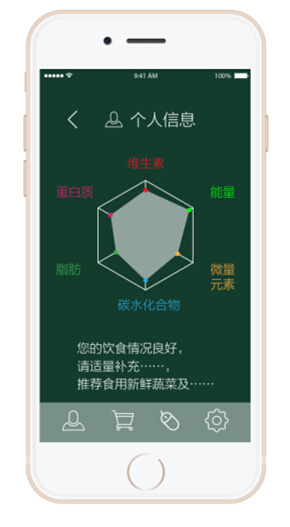 9:41 AM
100%
个人信息
维生素
蛋白质
能量
脂肪
微量
元素
碳水化合物
您的饮食情况良好，
请适量补充……，
推荐食用新鲜蔬菜及……